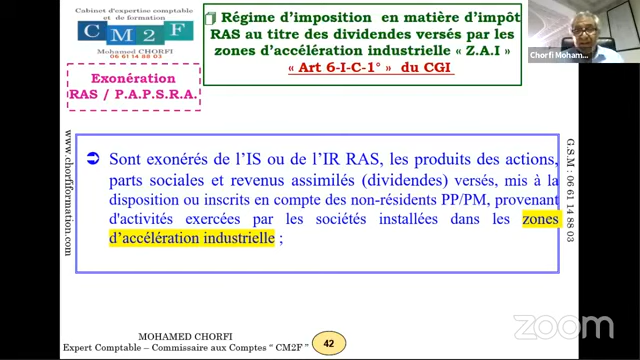 Cabinet d'expertise comptable
et de formation
CM2F
Mohamed CHORFI
06 61 14 88 03
Régime d'imposition en matière d'impôt
RAS au titre des dividendes versés par les
zones d'accélération industrielle « Z.A.I »
« Art 6-I-C-1° » du CGI
Chorfi Moham...
Exonération
RAS / P.A.P.S.R.A.
www.chorfiformation.com
Sont exonérés de l'IS ou de l'IR RAS, les produits des actions,
parts sociales et revenus assimilés (dividendes) versés, mis à la
disposition ou inscrits en compte des non-résidents PP/PM, provenant
d'activités exercées par les sociétés installées dans les zones
d'accélération industrielle ;
G.S.M : 06 61 14 88 03
MOHAMED CHORFI
Expert Comptable – Commissaire aux Comptes " CM2F "
42
zoom